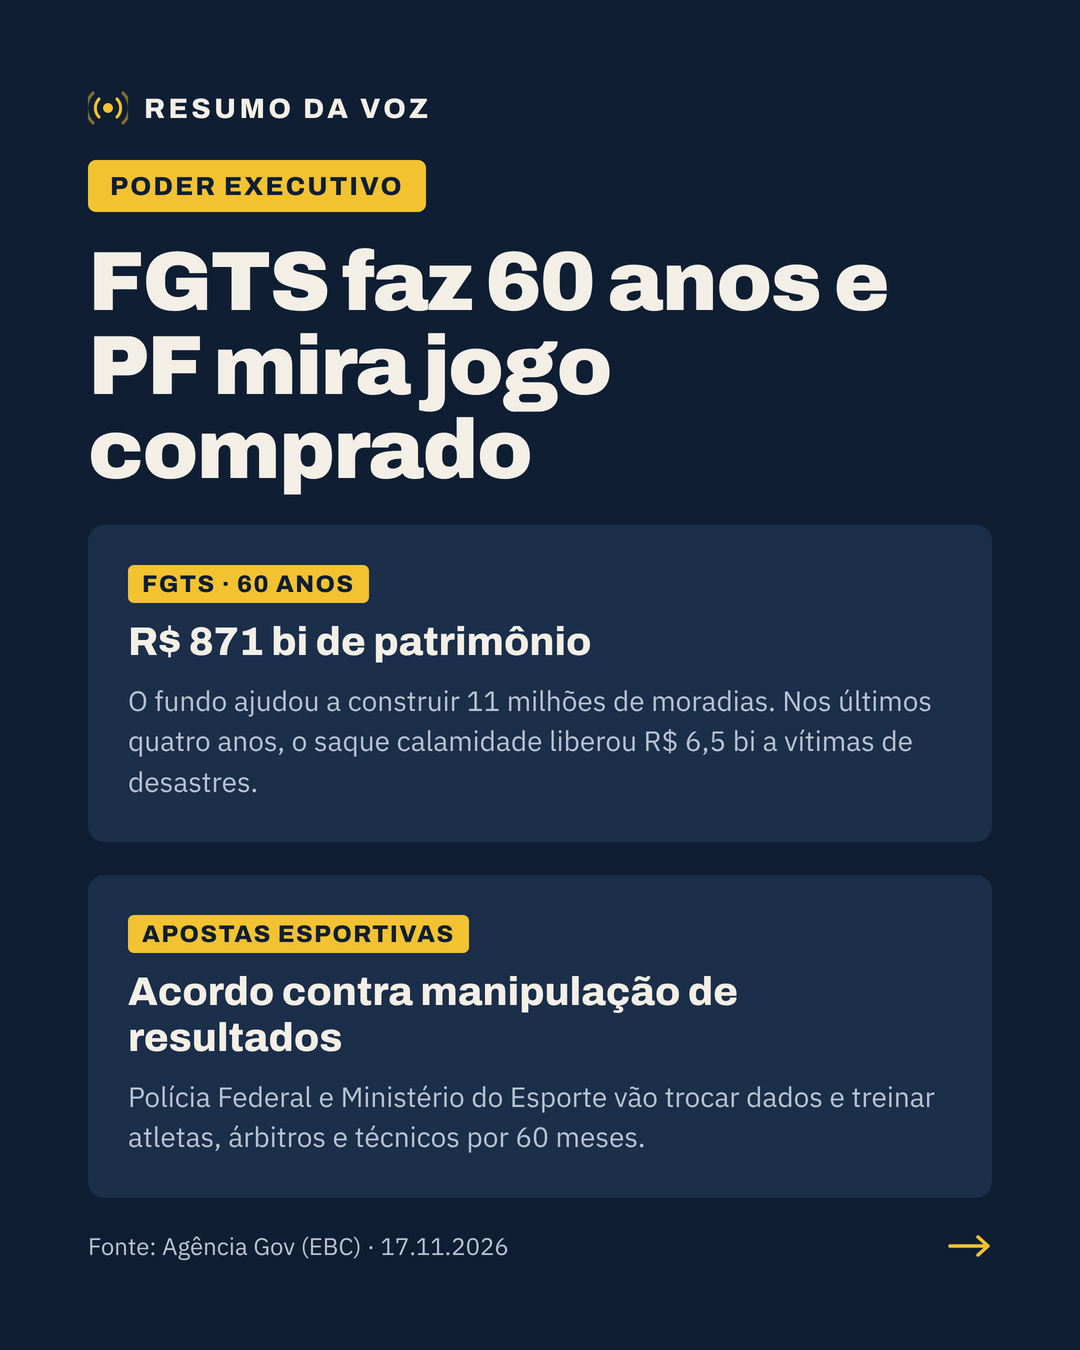 RESUMO DA VOZ
PODER EXECUTIVO
FGTS faz 60 anos e
PF mira jogo
comprado
FGTS · 60 ANOS
R$ 871 bi de patrimônio
O fundo ajudou a construir 11 milhões de moradias. Nos últimos
quatro anos, o saque calamidade liberou R$ 6,5 bi a vítimas de
desastres.
APOSTAS ESPORTIVAS
Acordo contra manipulação de
resultados
Polícia Federal e Ministério do Esporte vão trocar dados e treinar
atletas, árbitros e técnicos por 60 meses.
Fonte: Agência Gov (EBC) · 17.11.2026